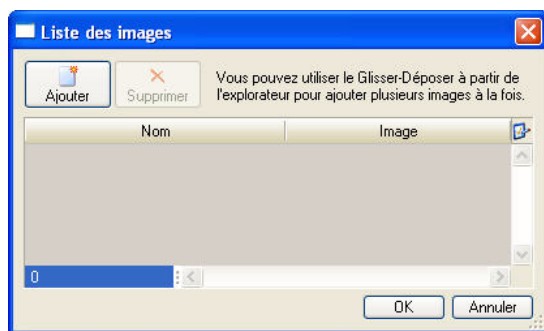 Liste des images
Ajouter
Supprimer
Vous pouvez utiliser le Glisser-Déposer à partir de
l'explorateur pour ajouter plusieurs images à la fois.
Nom
Image
0
OK
Annuler